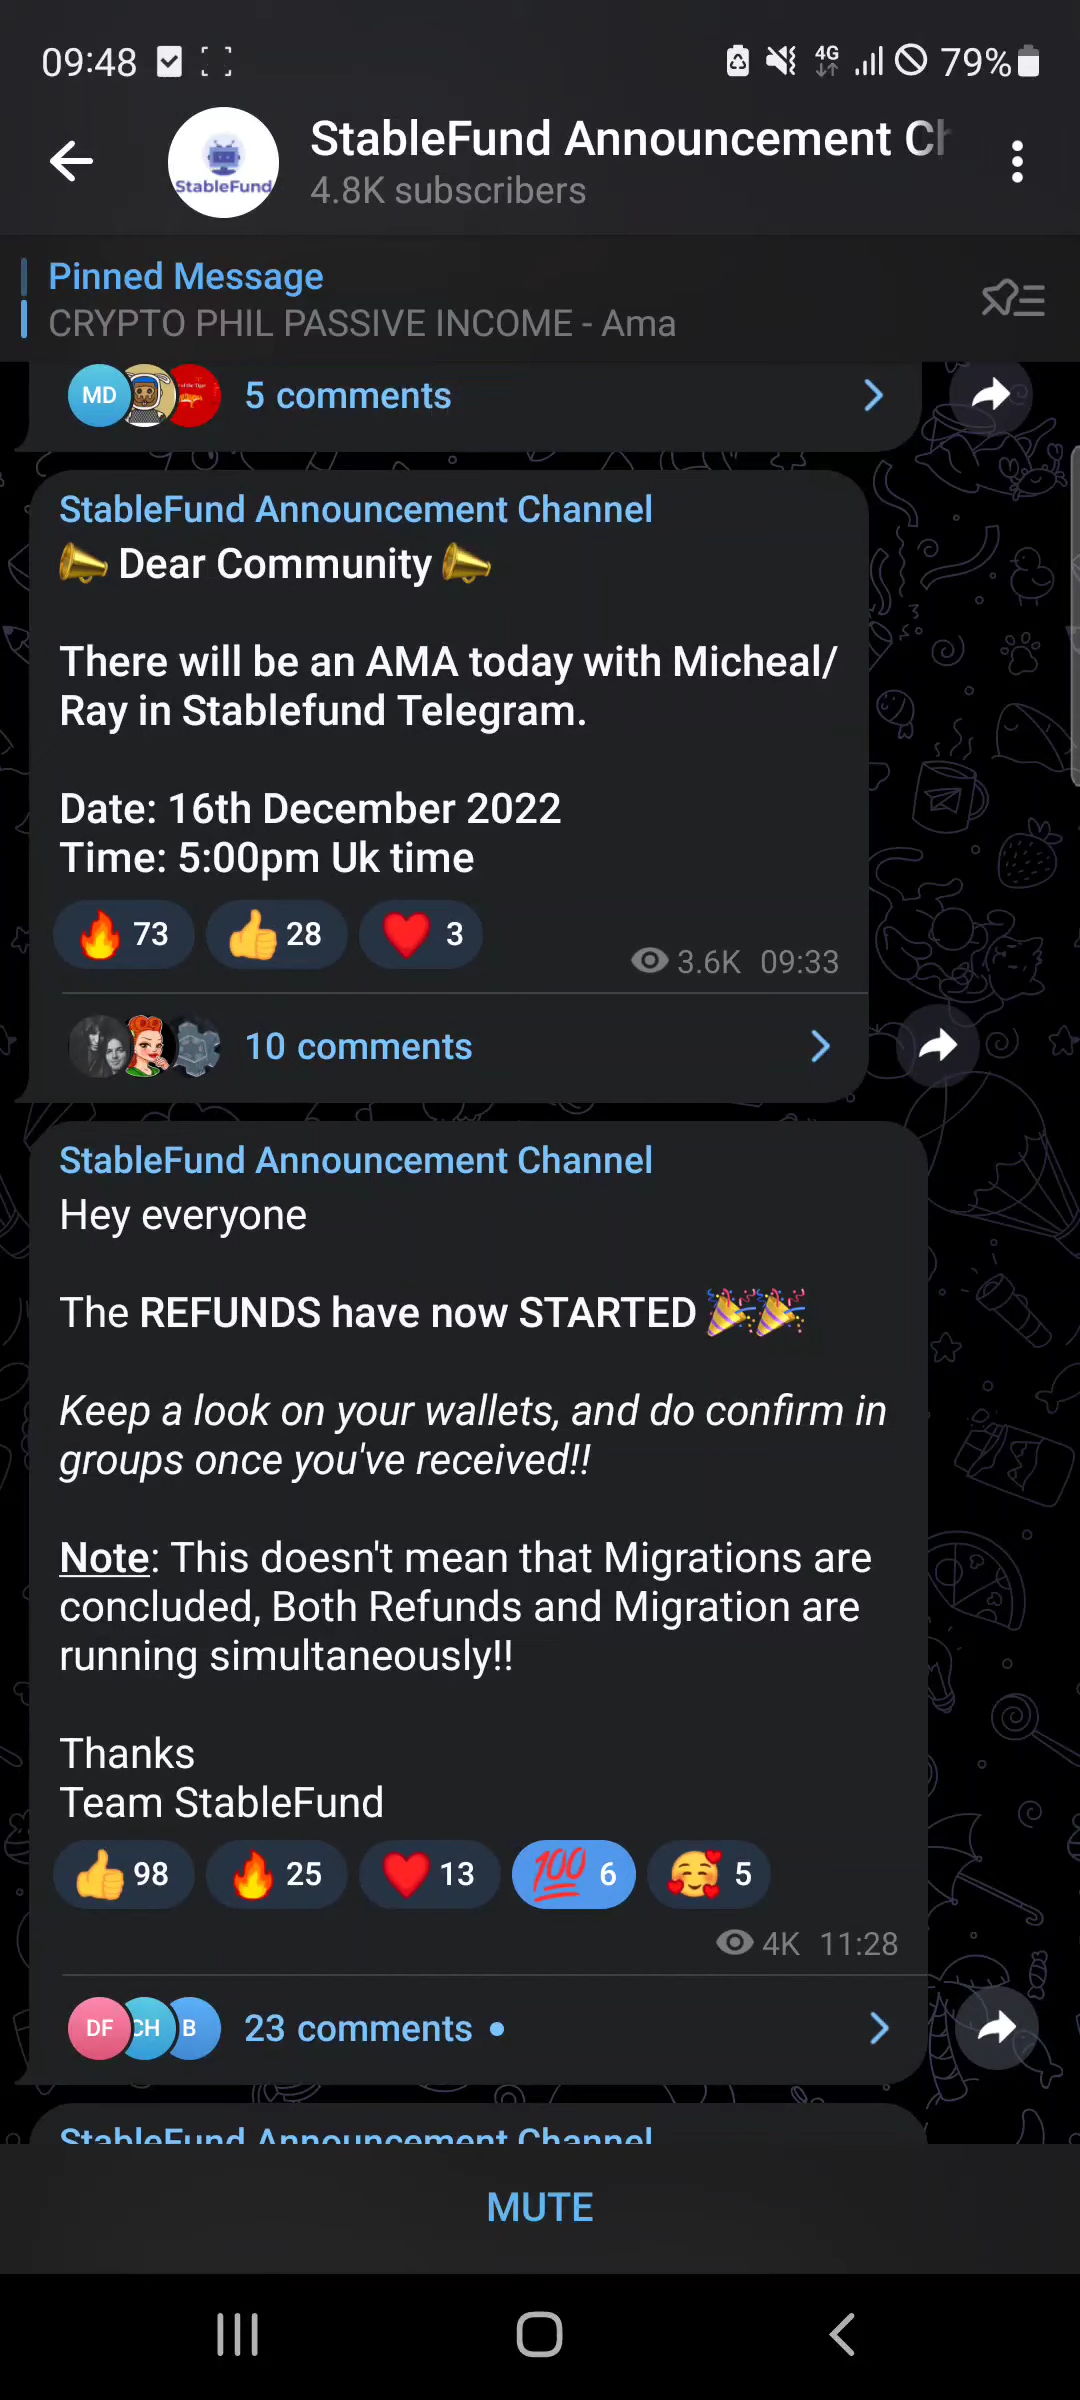 09:48
4G
79%
StableFund
StableFund Announcement Ch
4.8K subscribers
Pinned Message
CRYPTO PHIL PASSIVE INCOME - Ama
MD
5 comments
StableFund Announcement Channel
📣 Dear Community 📣
There will be an AMA today with Micheal/
Ray in Stablefund Telegram.
Date: 16th December 2022
Time: 5:00pm Uk time
🔥 73 👍 28 ❤️ 3
3.6K 09:33
10 comments
StableFund Announcement Channel
Hey everyone
The REFUNDS have now STARTED 🎉🎉
Keep a look on your wallets, and do confirm in
groups once you've received!!
Note: This doesn't mean that Migrations are
concluded, Both Refunds and Migration are
running simultaneously!!
Thanks
Team StableFund
👍 98 🔥 25 ❤️ 13 💯 6 🥰 5
4K 11:28
DF CH B
23 comments
StableFund Announcement Channel
MUTE